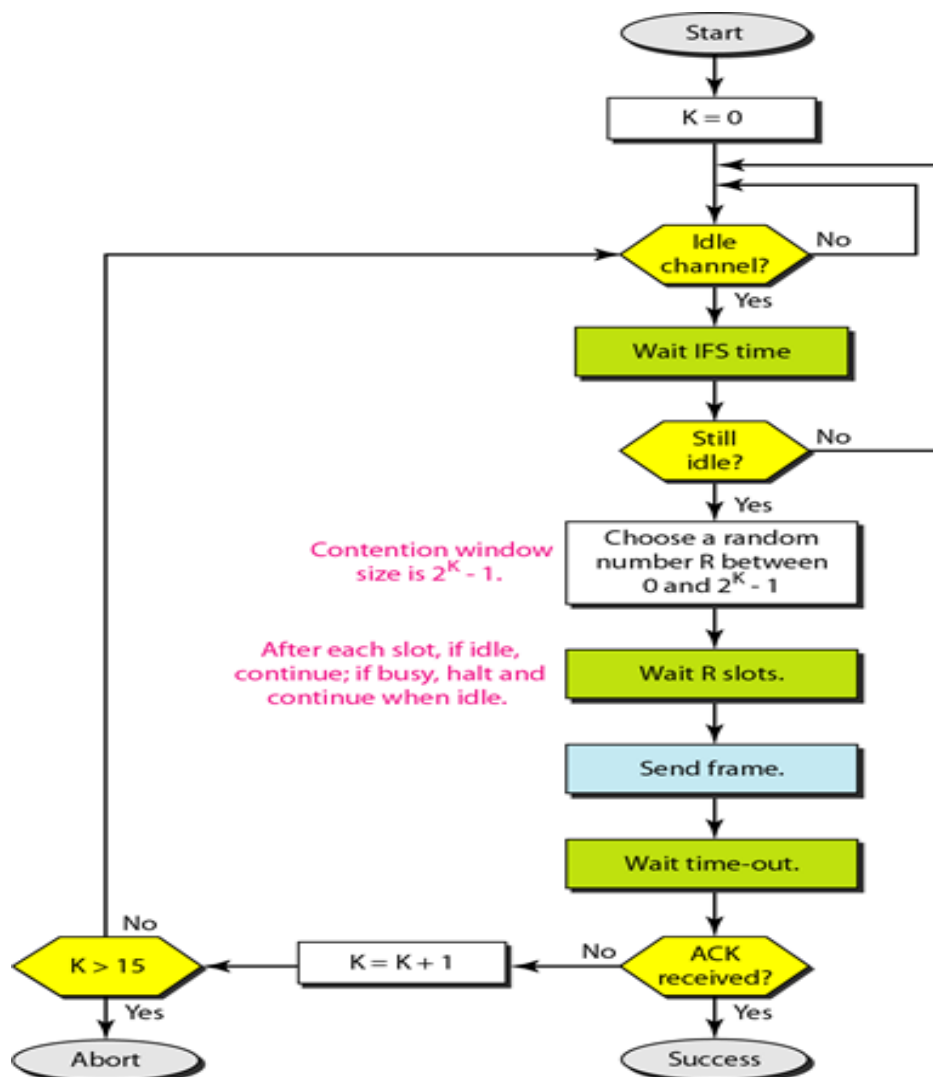 Start
K = 0
Idle
channel?
No
Yes
Wait IFS time
Still
idle?
No
Yes
Contention window
size is 2^K - 1.
Choose a random
number R between
0 and 2^K - 1
After each slot, if idle,
continue; if busy, halt and
continue when idle.
Wait R slots.
Send frame.
Wait time-out.
ACK
received?
No
K = K + 1
K > 15
No
Yes
Abort
Yes
Success